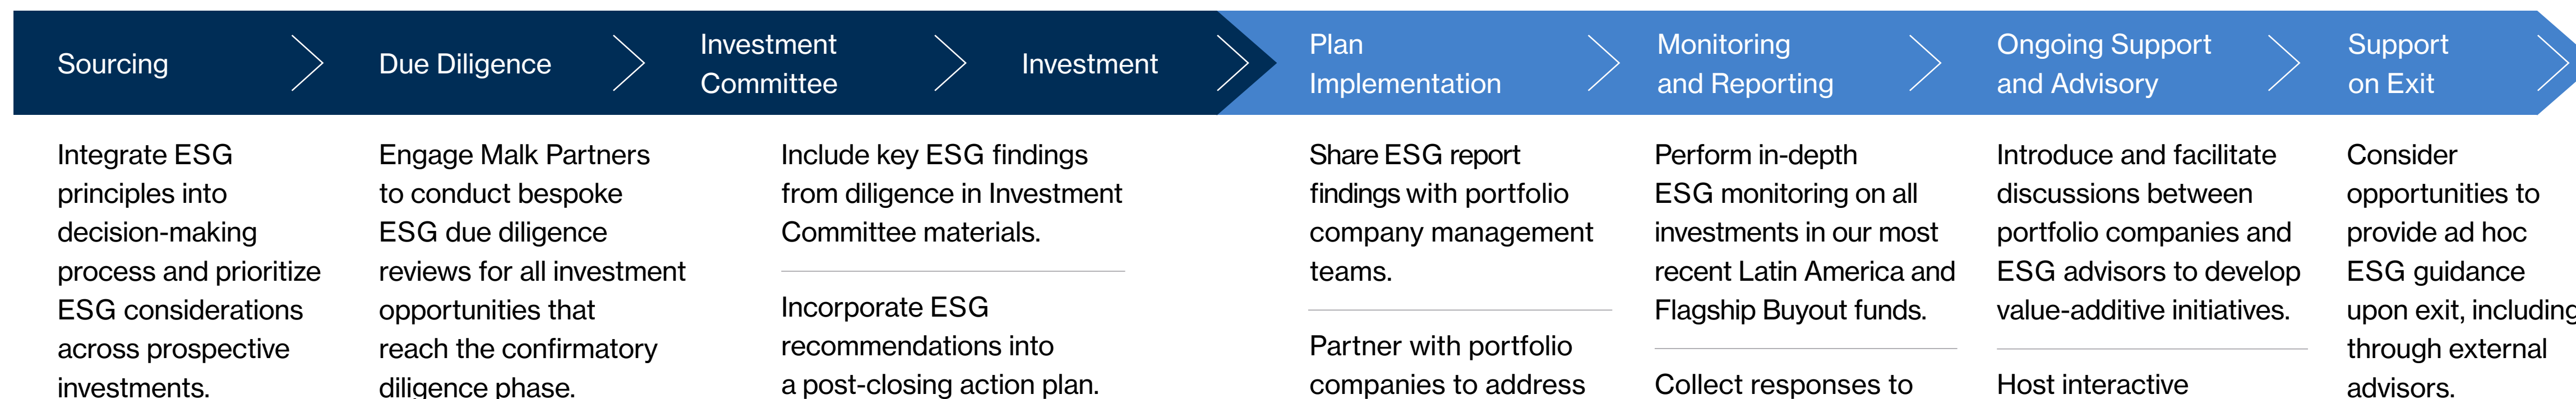 Sourcing
Due Diligence
Investment
Committee
Investment
Plan
Implementation
Monitoring
and Reporting
Ongoing Support
and Advisory
Support
on Exit
Integrate ESG
principles into
decision-making
process and prioritize
ESG considerations
across prospective
investments.
Engage Malk Partners
to conduct bespoke
ESG due diligence
reviews for all investment
opportunities that
reach the confirmatory
diligence phase.
Include key ESG findings
from diligence in Investment
Committee materials.
Incorporate ESG
recommendations into
a post-closing action plan.
Share ESG report
findings with portfolio
company management
teams.
Partner with portfolio
companies to address
Perform in-depth
ESG monitoring on all
investments in our most
recent Latin America and
Flagship Buyout funds.
Collect responses to
Introduce and facilitate
discussions between
portfolio companies and
ESG advisors to develop
value-additive initiatives.
Host interactive
Consider
opportunities to
provide ad hoc
ESG guidance
upon exit, including
through external
advisors.